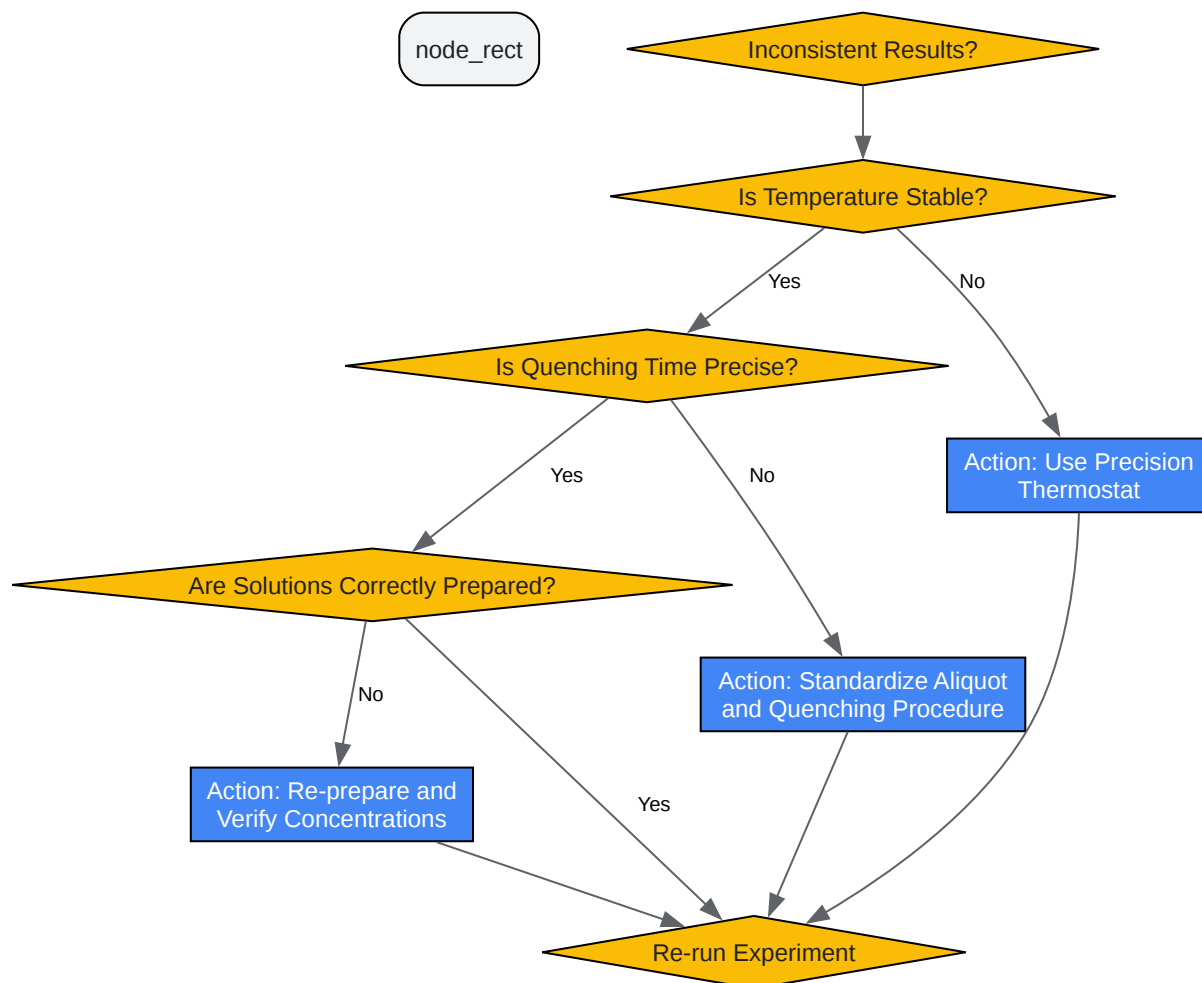 node_rect
Inconsistent Results?
Is Temperature Stable?
Yes
No
Is Quenching Time Precise?
Yes
No
Action: Use Precision
Thermostat
Are Solutions Correctly Prepared?
No
Action: Standardize Aliquot
and Quenching Procedure
Action: Re-prepare and
Verify Concentrations
Yes
Re-run Experiment